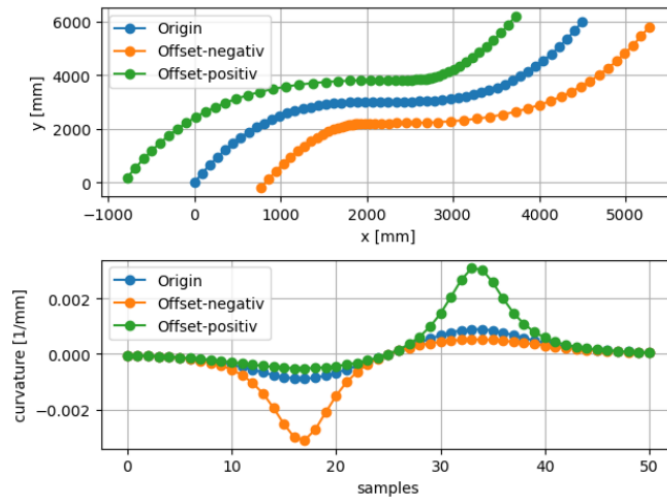 6000
4000
2000
0
y [mm]
Origin
Offset-negativ
Offset-positiv
-1000 0 1000 2000 3000 4000 5000
x [mm]
0.002
0.000
-0.002
curvature [1/mm]
Origin
Offset-negativ
Offset-positiv
0 10 20 30 40 50
samples